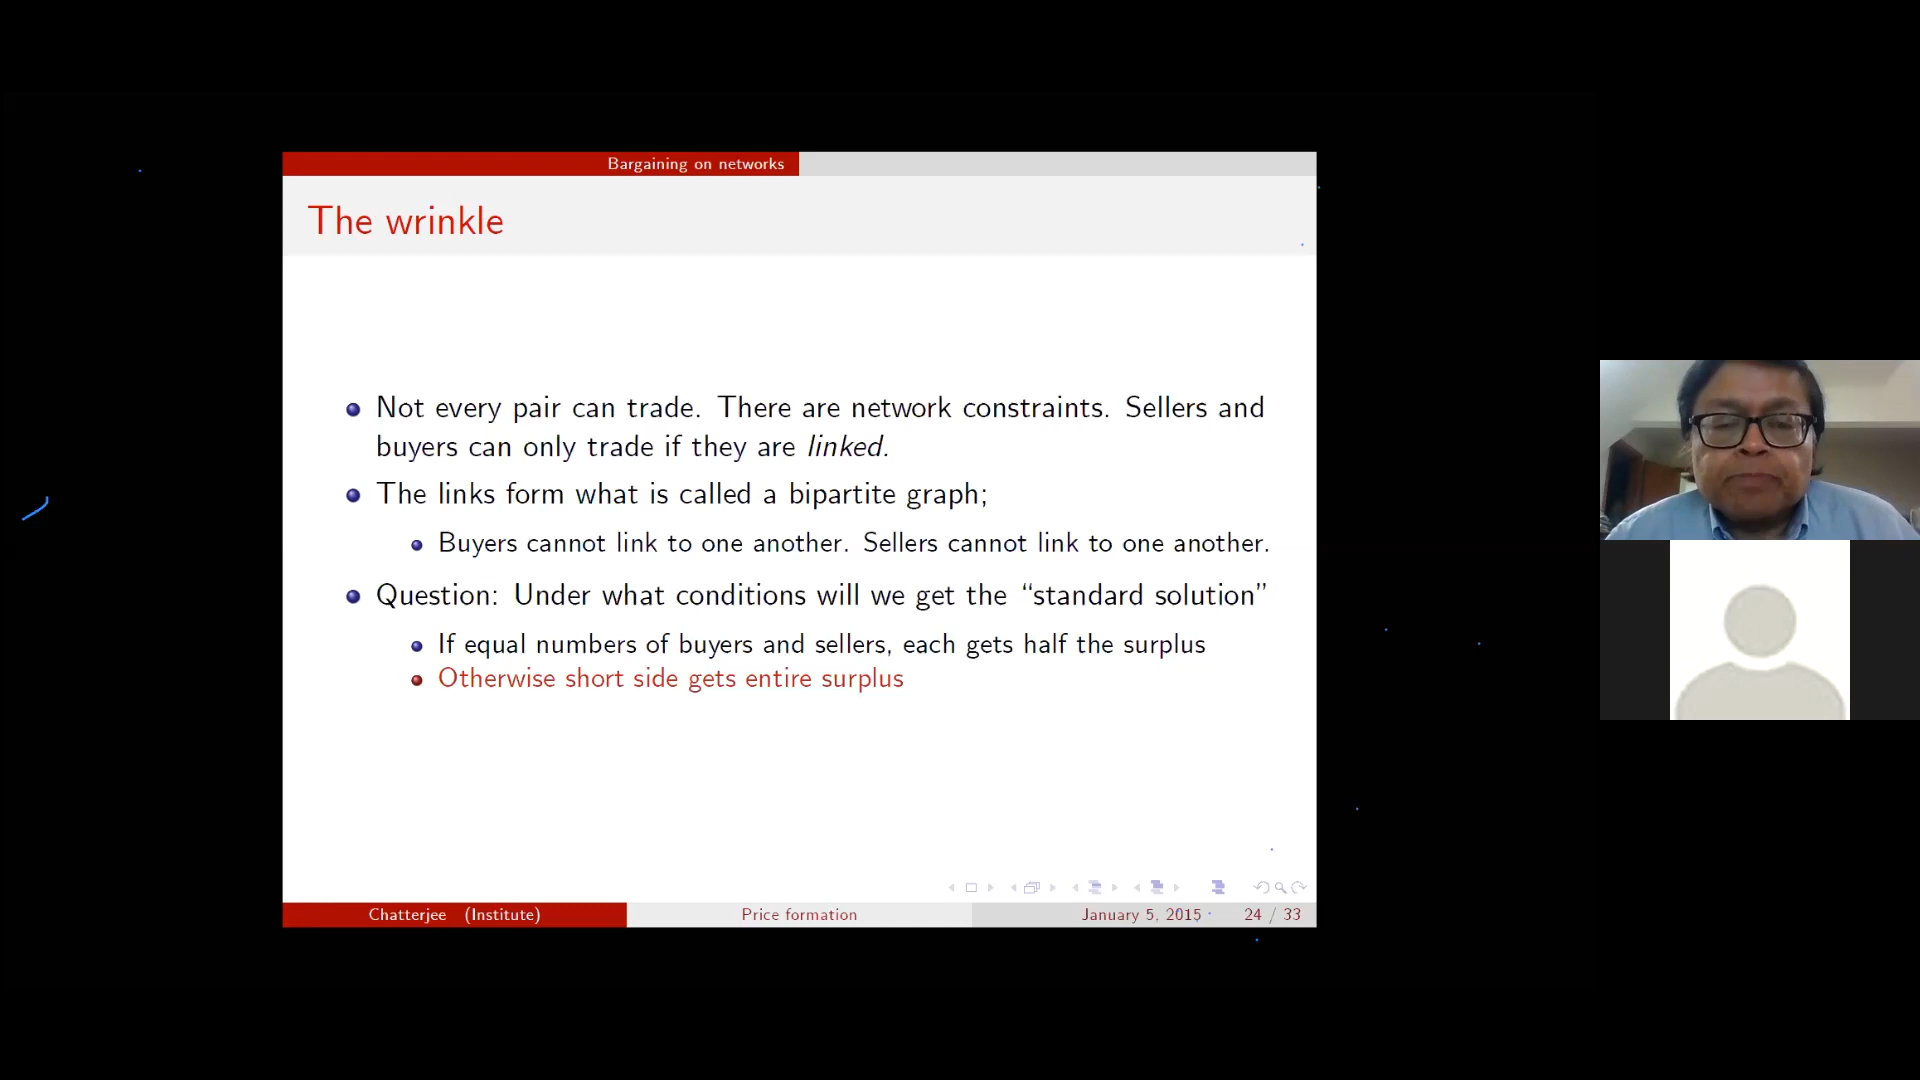 Bargaining on networks
The wrinkle
Not every pair can trade. There are network constraints. Sellers and
buyers can only trade if they are linked.
The links form what is called a bipartite graph;
Buyers cannot link to one another. Sellers cannot link to one another.
Question: Under what conditions will we get the “standard solution”
If equal numbers of buyers and sellers, each gets half the surplus
Otherwise short side gets entire surplus
Chatterjee (Institute) Price formation January 5, 2015 24 / 33